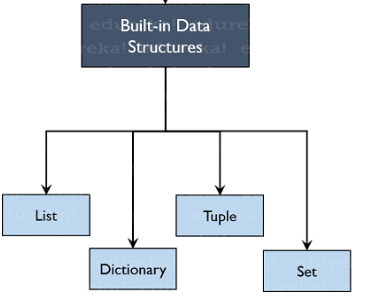 Built-in Data
Structures
List
Dictionary
Tuple
Set